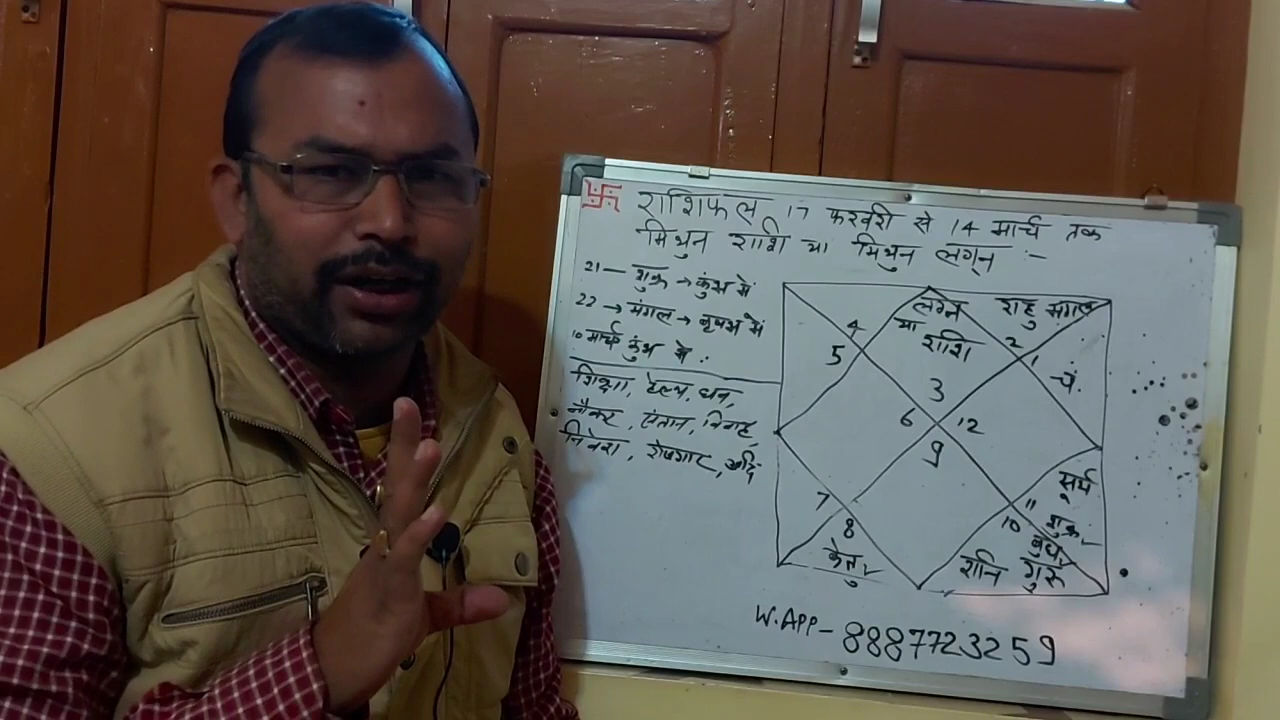 राशिफल 17 फरवरी से 14 मार्च तक
मिथुन राशि या मिथुन लग्न :-
21 – शुक्र → कुंभ में
22 → मंगल → वृषभ में
10 मार्च कुंभ में :
शिक्षा, हेल्थ, धन,
नौकर, संतान, विवाह,
निवेश, रोजगार, आदि
लग्न
या
राशि
राहु मंगल
4
2
5
1
चं.
3
6
12
9
सूर्य
7
11
8
10
शुक्र,
बुध,
केतु
शनि गुरू
W.APP – 8887723259